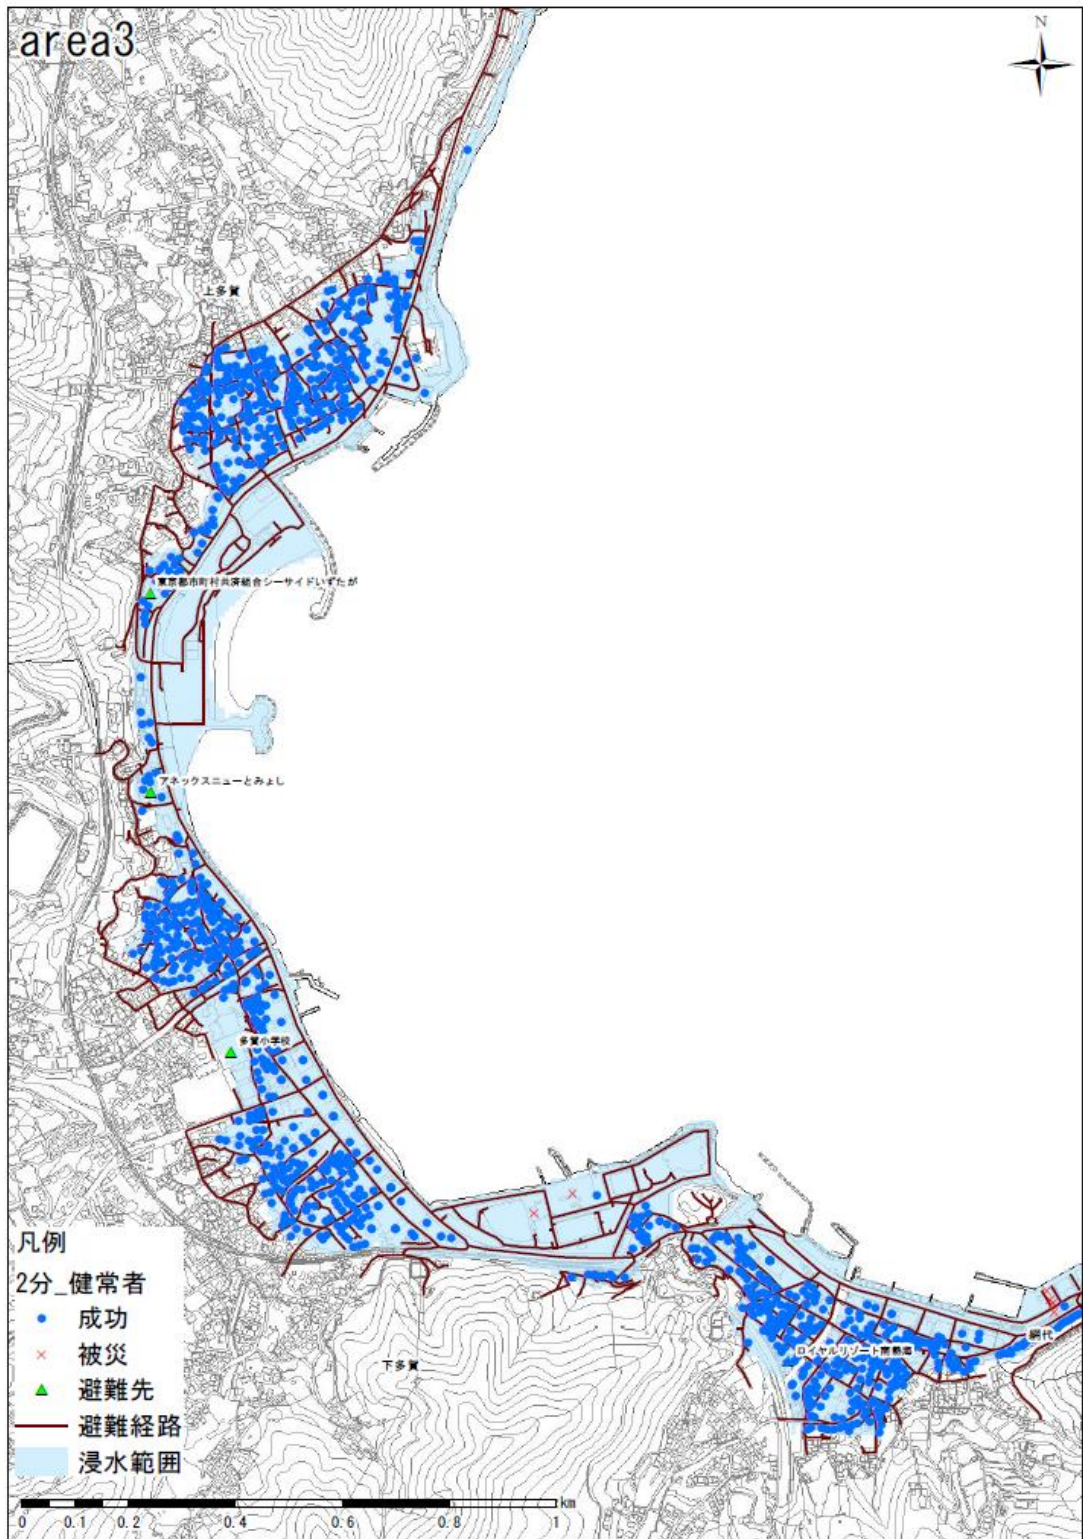 area3
N
上多賀
東京都市町村共済組合シーサイドいずたが
アネックスニューとみよし
多賀小学校
網代
ロイヤルリゾート南熱海
下多賀
凡例
2分_健常者
成功
被災
避難先
避難経路
浸水範囲
km
0 0.1 0.2 0.4 0.6 0.8 1